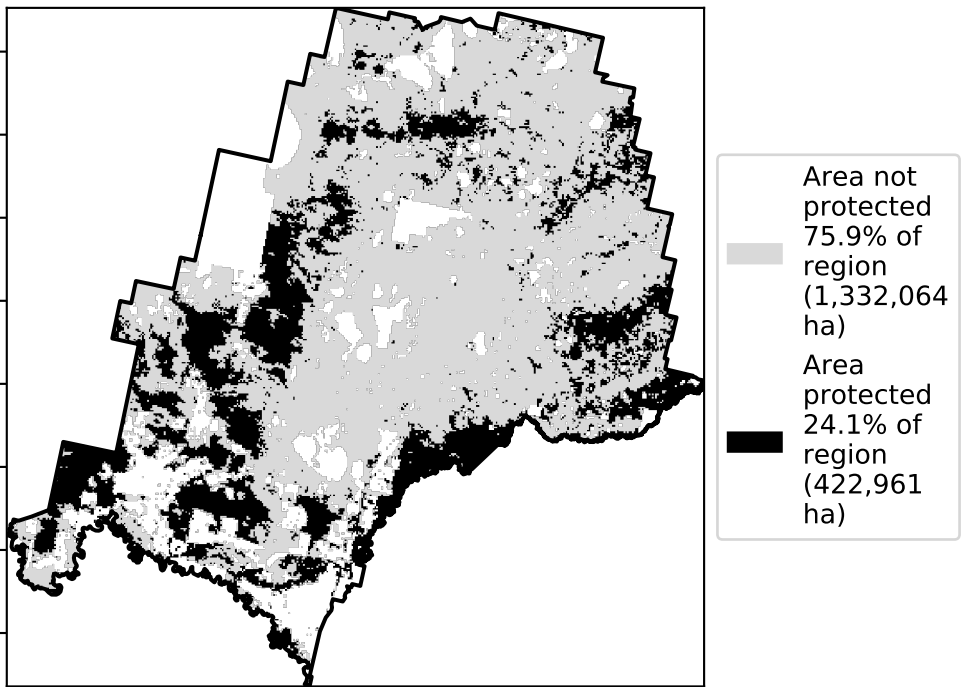 Area not
protected
75.9% of
region
(1,332,064
ha)
Area
protected
24.1% of
region
(422,961
ha)